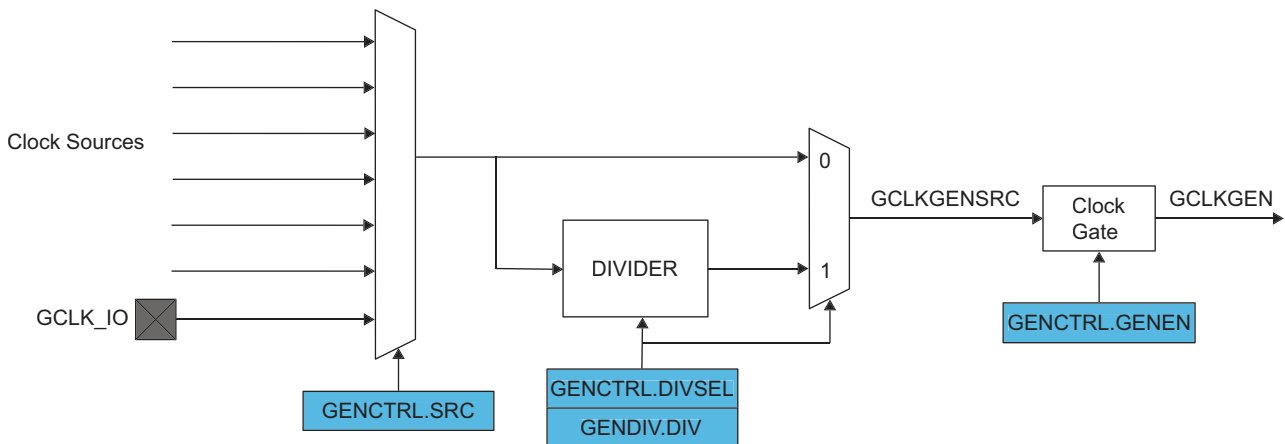 Clock Sources
GCLK_IO
GENCTRL.SRC
DIVIDER
GENCTRL.DIVSEL
GENDIV.DIV
0
1
GCLKGENSRC
Clock
Gate
GENCTRL.GENEN
GCLKGEN